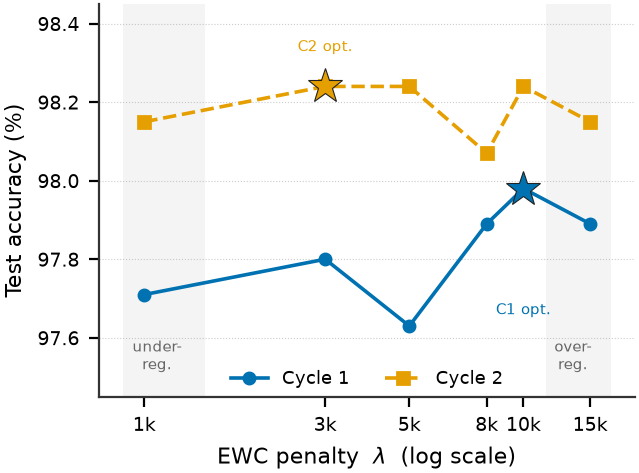 98.4
98.2
98.0
97.8
97.6
Test accuracy (%)
C2 opt.
C1 opt.
under-
reg.
over-
reg.
Cycle 1
Cycle 2
1k
3k
5k
8k
10k
15k
EWC penalty λ (log scale)